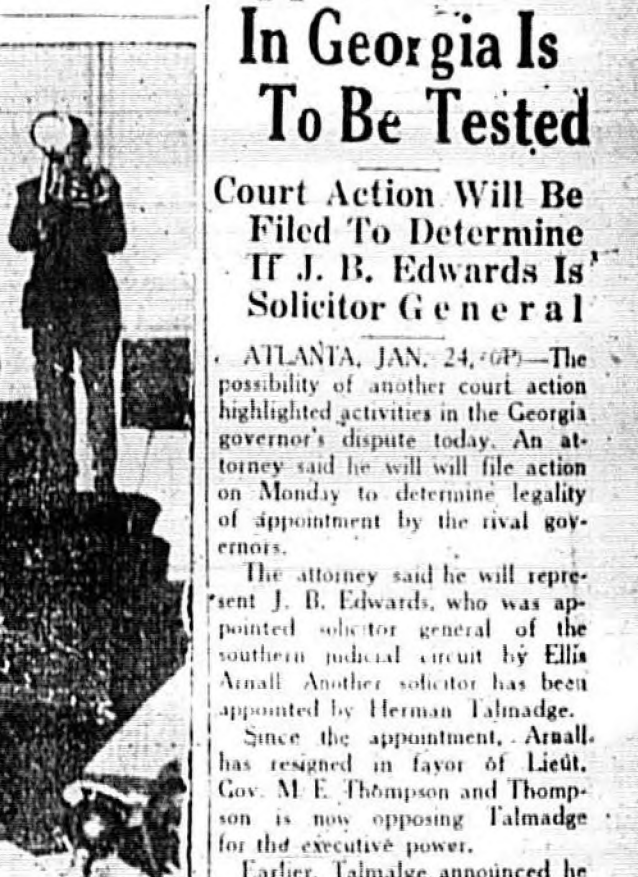 In Georgia Is
To Be Tested
Court Action Will Be
Filed To Determine
If J. B. Edwards Is
Solicitor General
ATLANTA, JAN. 24, (AP)—The
possibility of another court action
highlighted activities in the Georgia
governor's dispute today. An at-
torney said he will will file action
on Monday to determine legality
of appointment by the rival gov-
ernors.
The attorney said he will repre-
sent J. B. Edwards, who was ap-
pointed solicitor general of the
southern judicial circuit by Ellis
Arnall Another solicitor has been
appointed by Herman Talmadge.
Since the appointment, Arnall
has resigned in favor of Lieut.
Gov. M. E. Thompson and Thomp-
son is now opposing Talmadge
for the executive power.
Earlier, Talmalge announced he